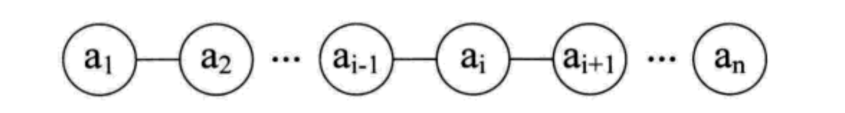 a₁ a₂ ... aᵢ₋₁ aᵢ aᵢ₊₁ ... aₙ